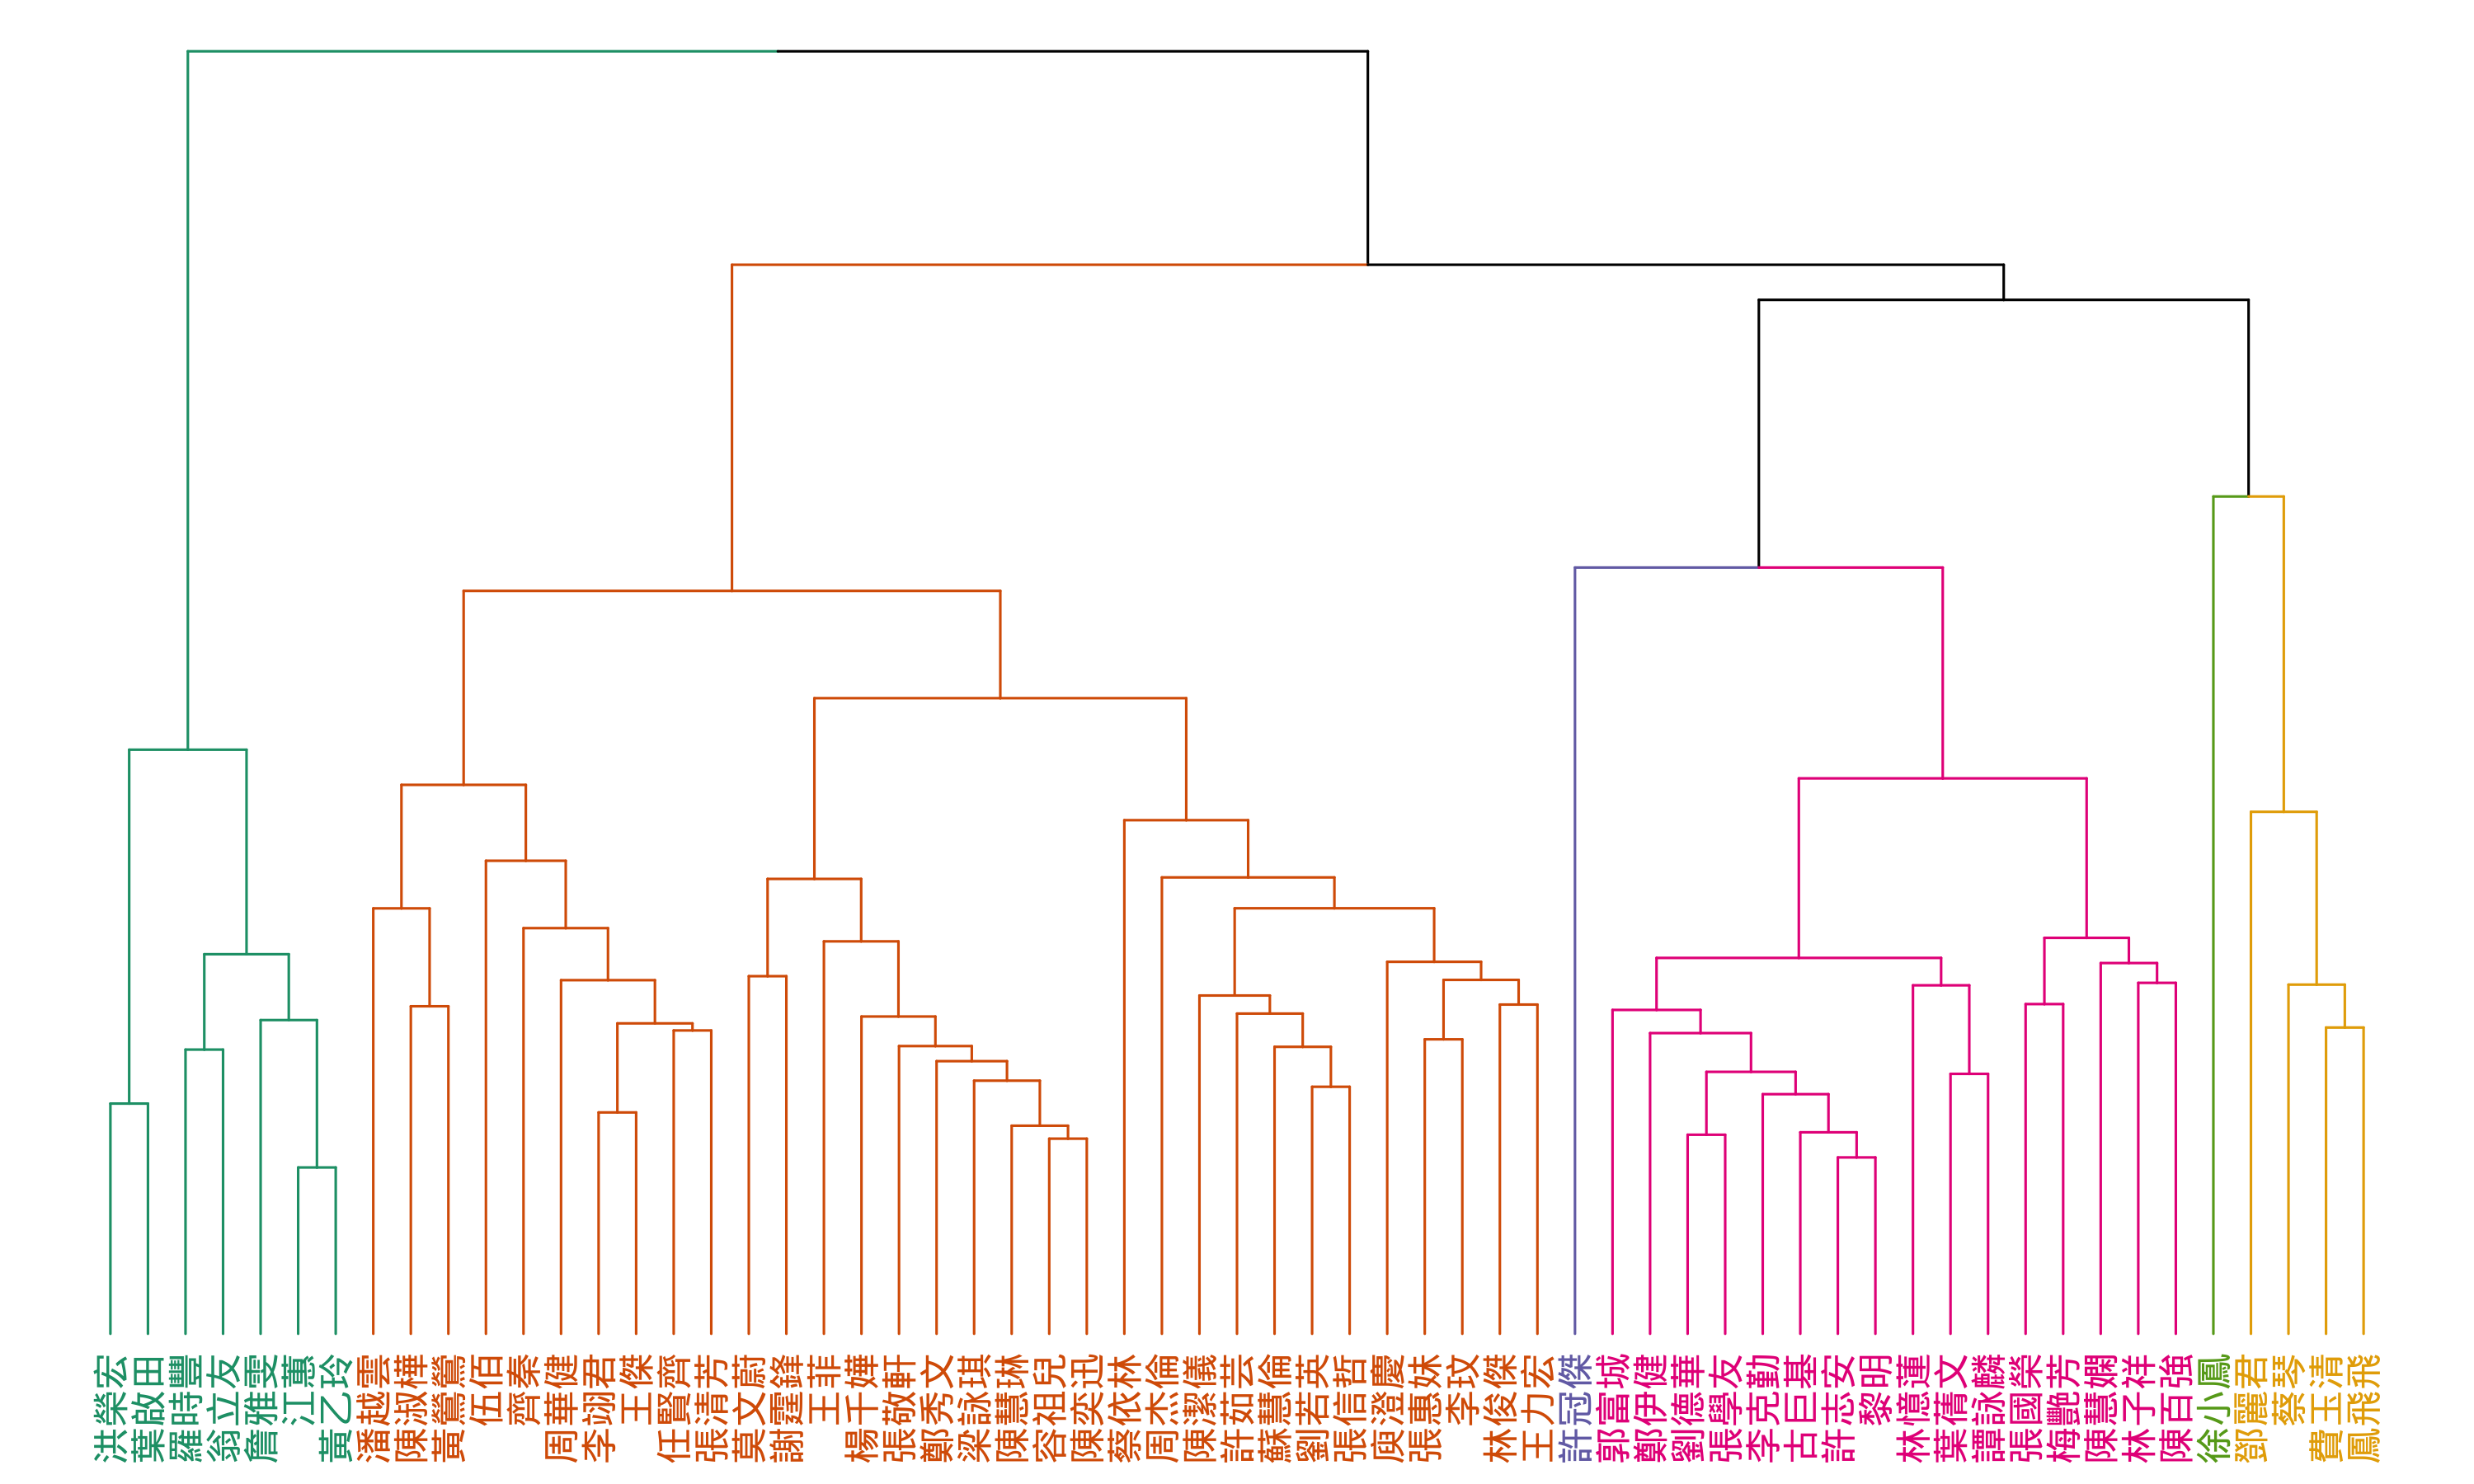 洪榮宏
葉啟田
羅時豐
翁立友
詹雅雯
江蕙
黃乙玲
潘越雲
陳淑樺
黃鶯鶯
伍佰
齊秦
周華健
李翊君
王傑
任賢齊
張清芳
莫文蔚
謝霆鋒
王菲
楊千嬅
張敬軒
鄭秀文
梁詠琪
陳慧琳
容祖兒
陳奕迅
蔡依林
周杰倫
陳潔儀
許茹芸
蘇慧倫
劉若英
張信哲
庾澄慶
張惠妹
李玟
林俊傑
王力宏
許冠傑
郭富城
鄭伊健
劉德華
張學友
李克勤
古巨基
許志安
黎明
林憶蓮
葉蒨文
譚詠麟
張國榮
梅艷芳
陳慧嫻
林子祥
陳百強
徐小鳳
鄧麗君
蔡琴
費玉清
鳳飛飛